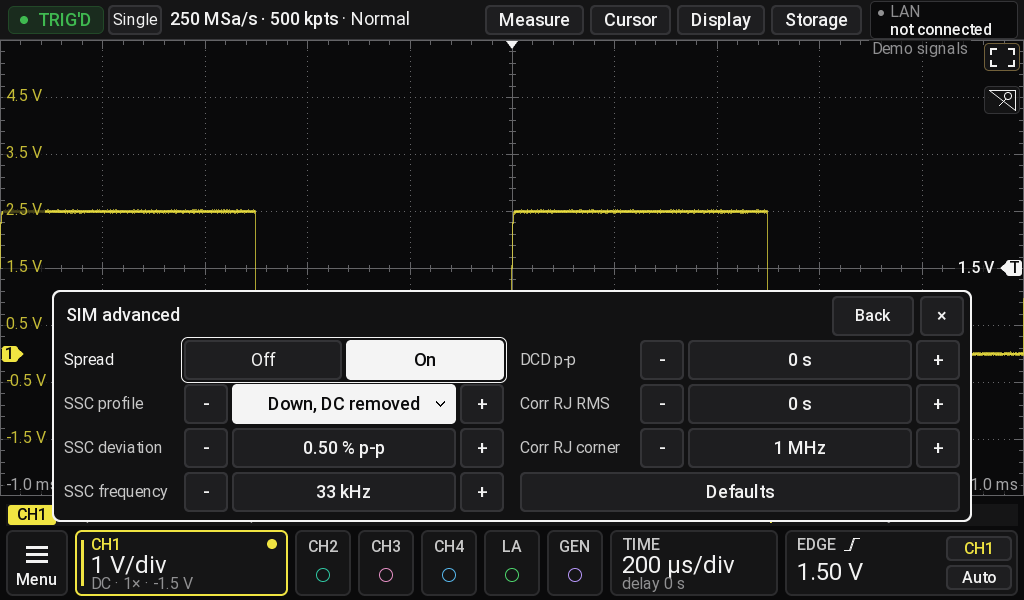 TRIG'D Single 250 MSa/s · 500 kpts · Normal Measure Cursor Display Storage LAN
not connected
Demo signals
4.5 V
3.5 V
2.5 V
1.5 V 1.5 V T
SIM advanced Back ×
0.5 V
Spread Off On DCD p-p - 0 s +
1
-0.5 V
SSC profile - Down, DC removed + Corr RJ RMS - 0 s +
-1.5 V
SSC deviation - 0.50 % p-p + Corr RJ corner - 1 MHz +
-1.0 ms SSC frequency - 33 kHz + Defaults 1.0 ms
CH1
Menu
CH1
1 V/div
DC · 1× · -1.5 V
CH2 CH3 CH4 LA GEN
TIME
200 µs/div
delay 0 s
EDGE
1.50 V
CH1
Auto